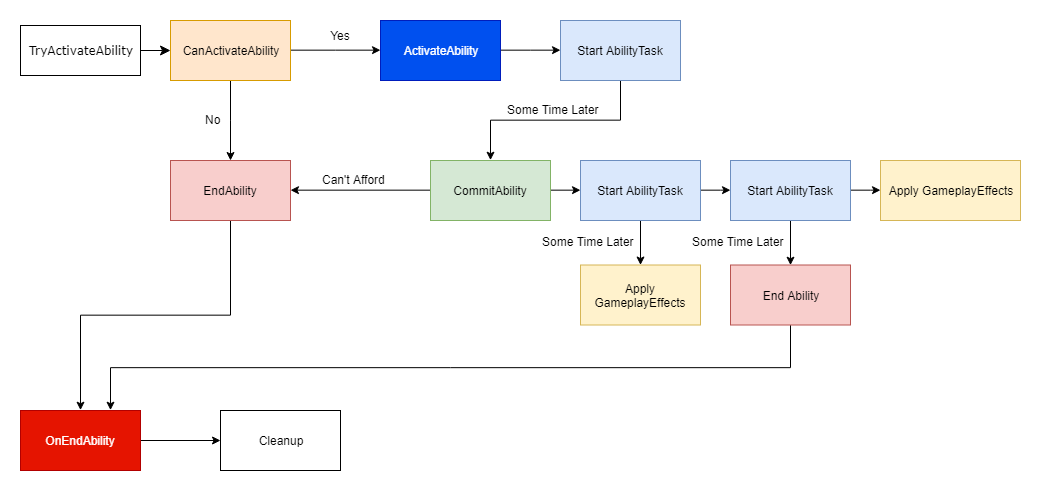 TryActivateAbility
CanActivateAbility
Yes
ActivateAbility
Start AbilityTask
No
Some Time Later
EndAbility
Can't Afford
CommitAbility
Start AbilityTask
Start AbilityTask
Apply GameplayEffects
Some Time Later
Some Time Later
Apply
GameplayEffects
End Ability
OnEndAbility
Cleanup